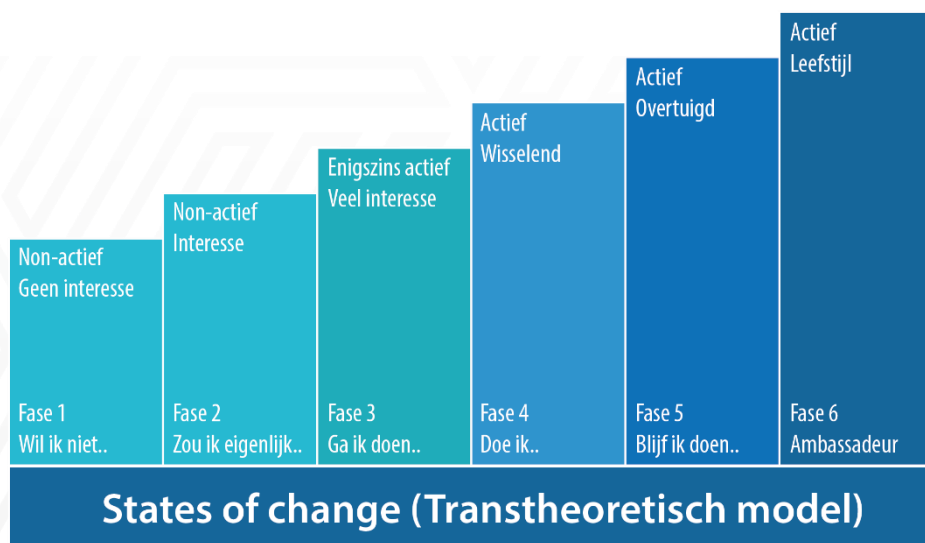 Non-actief
Geen interesse
Fase 1
Wil ik niet..
Non-actief
Interesse
Fase 2
Zou ik eigenlijk..
Enigszins actief
Veel interesse
Fase 3
Ga ik doen..
Actief
Wisselend
Fase 4
Doe ik..
Actief
Overtuigd
Fase 5
Blijf ik doen..
Actief
Leefstijl
Fase 6
Ambassadeur
States of change (Transtheoretisch model)